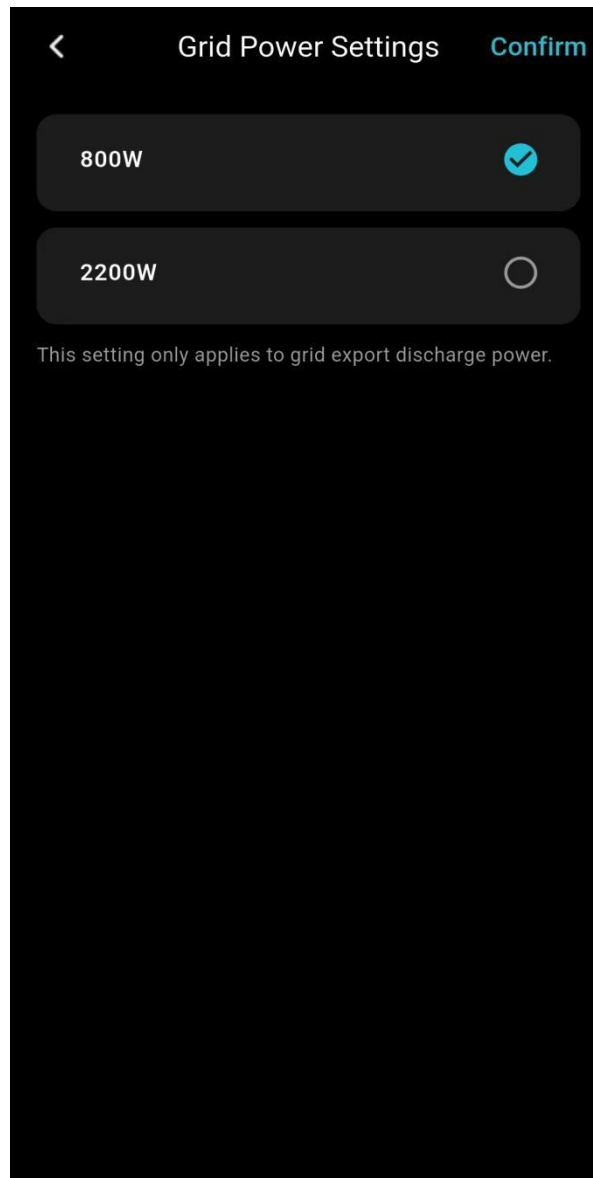 Grid Power Settings
Confirm
800W
2200W
This setting only applies to grid export discharge power.